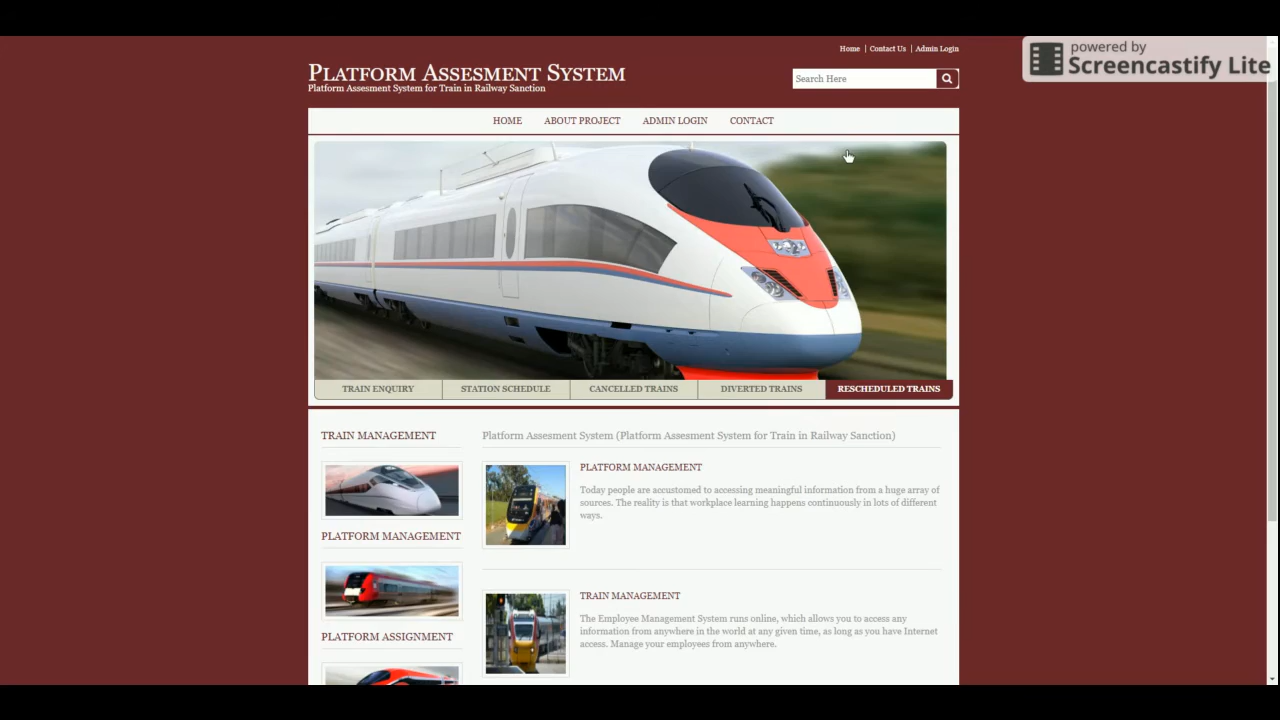 Home | Contact Us | Admin Login
powered by
Screencastify Lite
PLATFORM ASSESMENT SYSTEM
Platform Assesment System for Train in Railway Sanction
Search Here
HOME ABOUT PROJECT ADMIN LOGIN CONTACT
TRAIN ENQUIRY STATION SCHEDULE CANCELLED TRAINS DIVERTED TRAINS RESCHEDULED TRAINS
TRAIN MANAGEMENT
PLATFORM MANAGEMENT
PLATFORM ASSIGNMENT
Platform Assesment System (Platform Assesment System for Train in Railway Sanction)
PLATFORM MANAGEMENT
Today people are accustomed to accessing meaningful information from a huge array of
sources. The reality is that workplace learning happens continuously in lots of different
ways.
TRAIN MANAGEMENT
The Employee Management System runs online, which allows you to access any
information from anywhere in the world at any given time, as long as you have Internet
access. Manage your employees from anywhere.